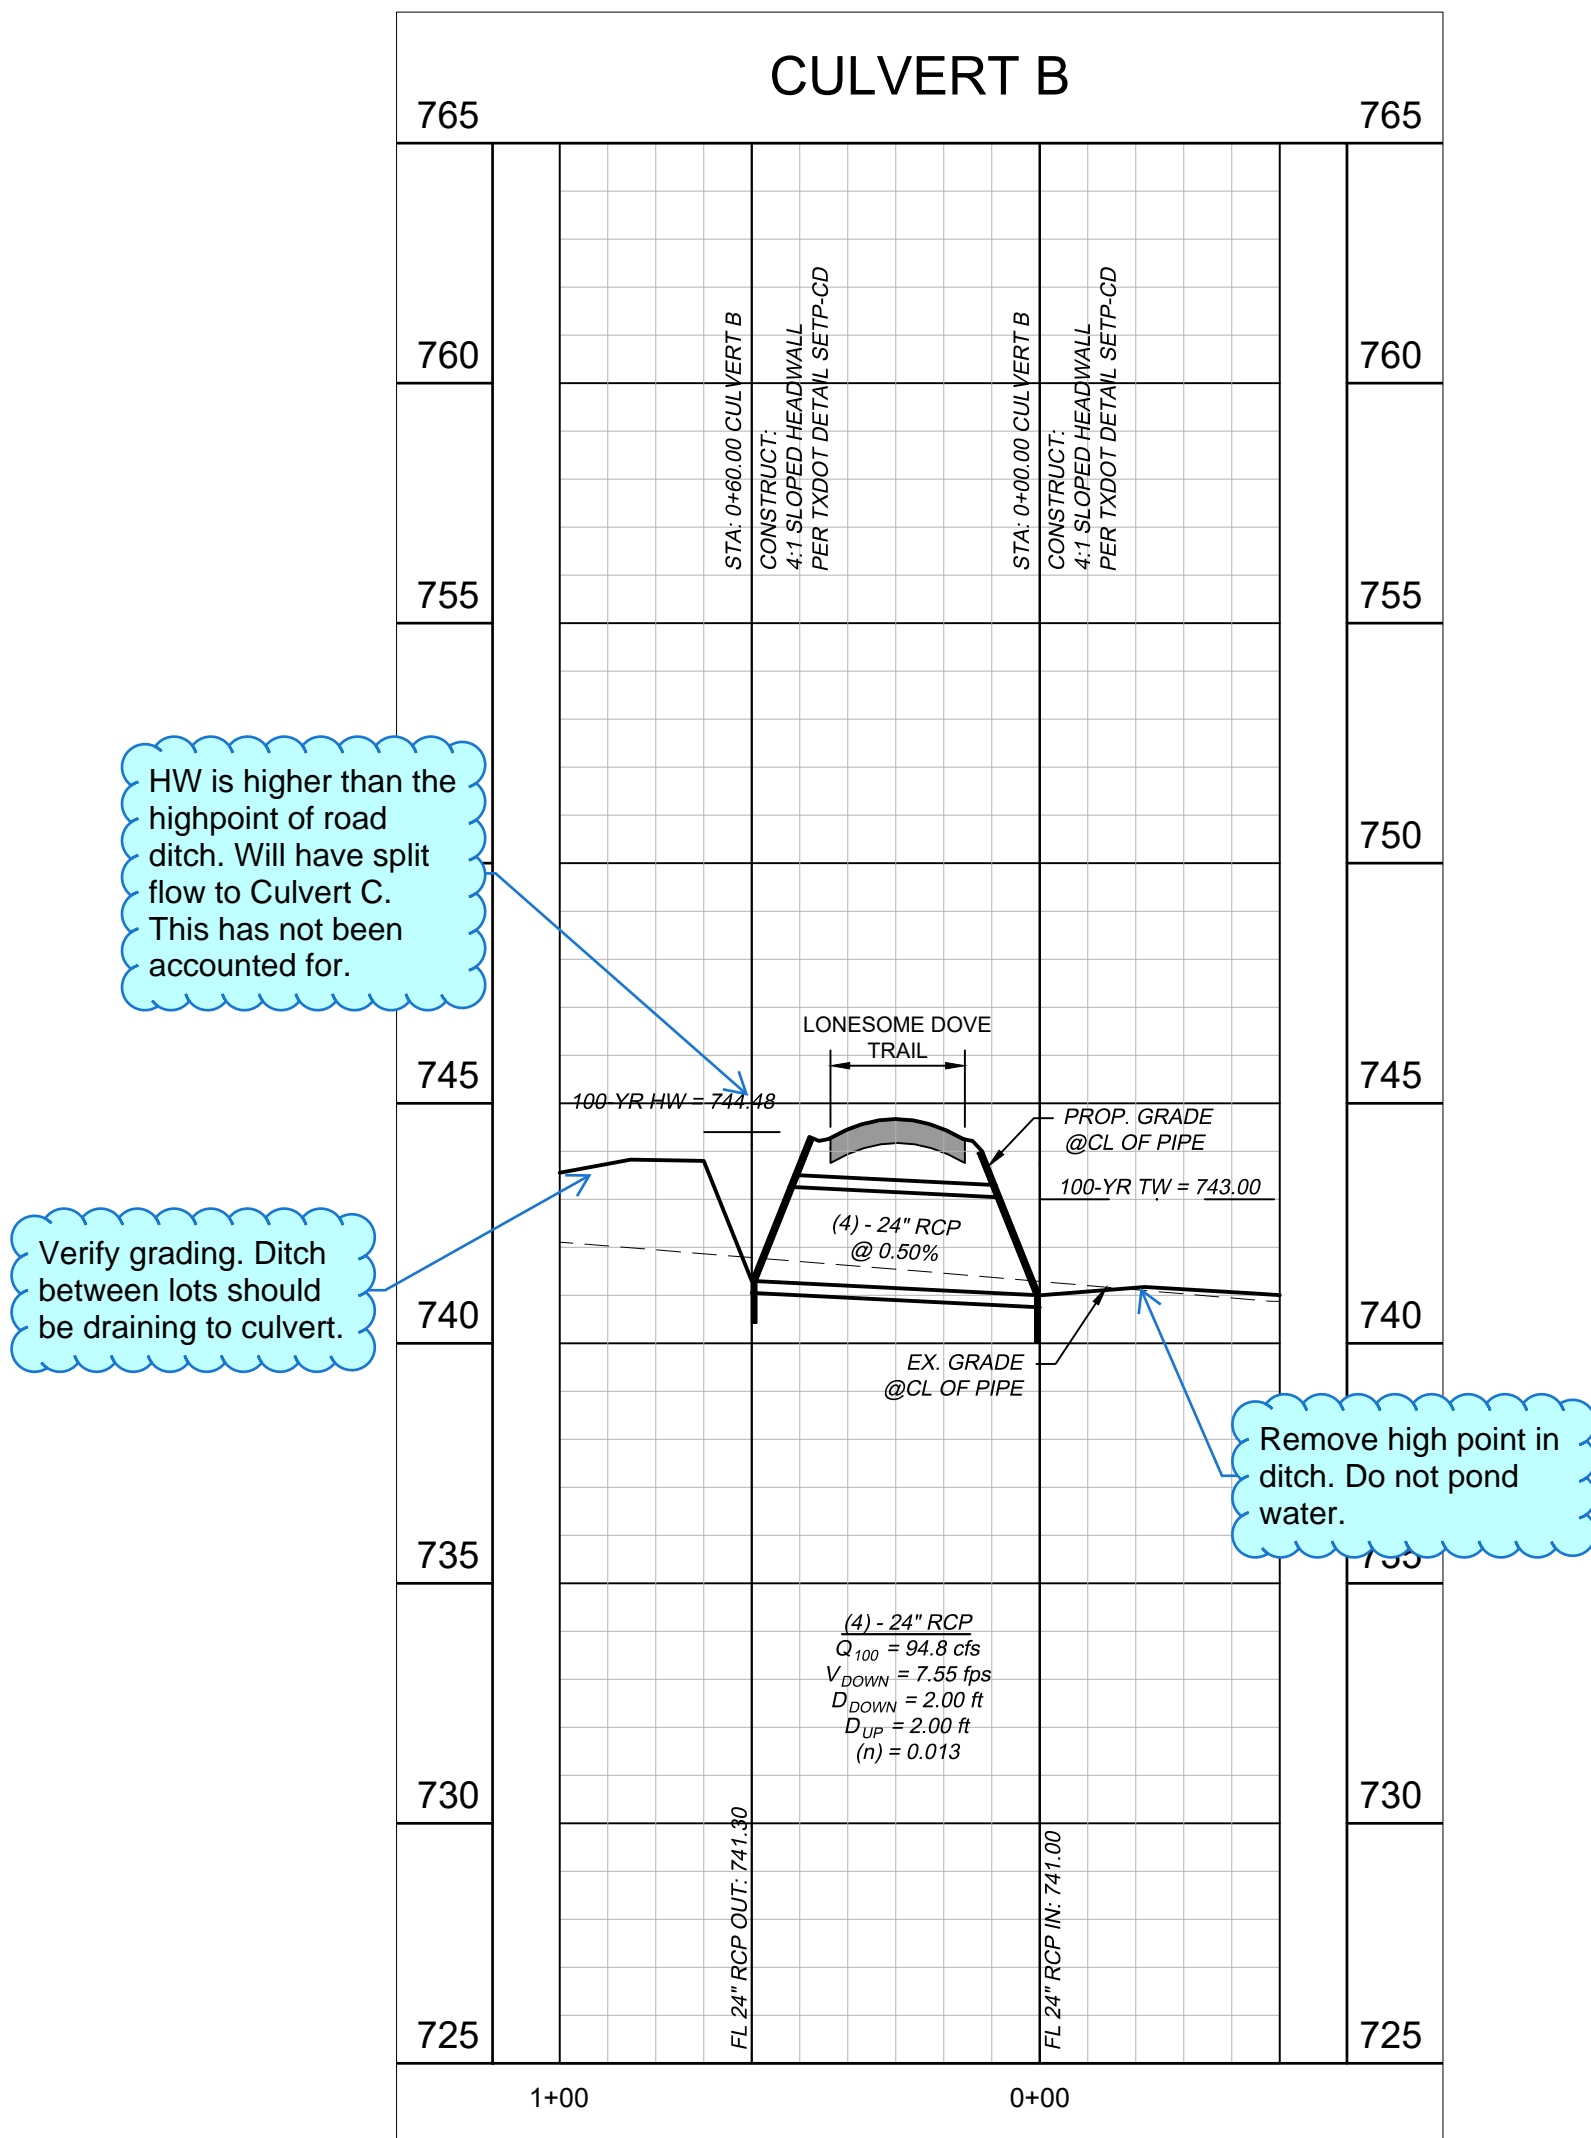 CULVERT B
765
765
STA: 0+60.00 CULVERT B
CONSTRUCT:
4:1 SLOPED HEADWALL
PER TXDOT DETAIL SETP-CD
STA: 0+00.00 CULVERT B
CONSTRUCT:
4:1 SLOPED HEADWALL
PER TXDOT DETAIL SETP-CD
760
760
755
755
HW is higher than the
highpoint of road
ditch. Will have split
flow to Culvert C.
This has not been
accounted for.
750
LONESOME DOVE
TRAIL
745
745
100-YR HW = 744.48
PROP. GRADE
@CL OF PIPE
100-YR TW = 743.00
(4) - 24" RCP
@ 0.50%
Verify grading. Ditch
between lots should
be draining to culvert.
740
740
EX. GRADE
@CL OF PIPE
Remove high point in
ditch. Do not pond
water.
735
735
(4) - 24" RCP
Q100 = 94.8 cfs
VDOWN = 7.55 fps
DDOWN = 2.00 ft
DUP = 2.00 ft
(n) = 0.013
730
730
FL 24" RCP OUT: 741.30
FL 24" RCP IN: 741.00
725
725
1+00
0+00